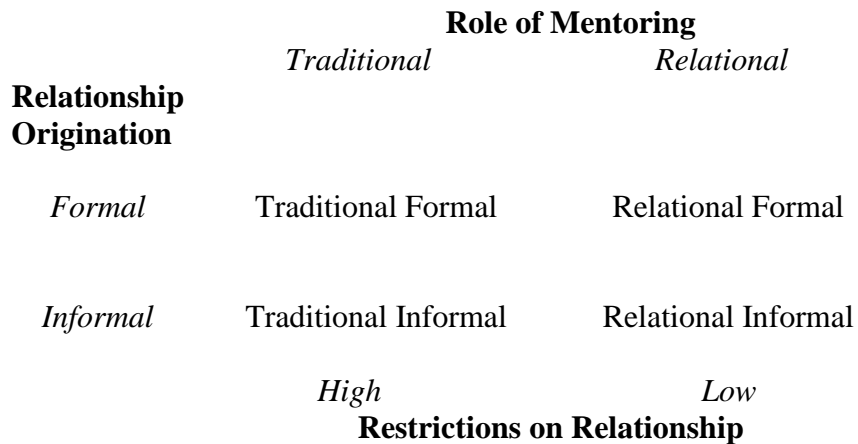 Role of Mentoring
Traditional Relational
Relationship
Origination
Formal Traditional Formal Relational Formal
Informal Traditional Informal Relational Informal
High Low
Restrictions on Relationship